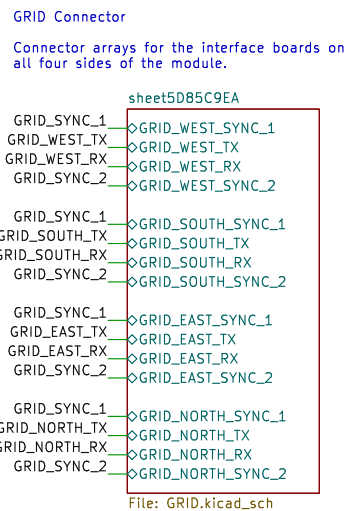 GRID Connector
Connector arrays for the interface boards on
all four sides of the module.
sheet5D85C9EA
GRID_SYNC_1 GRID_WEST_SYNC_1
GRID_WEST_TX GRID_WEST_TX
GRID_WEST_RX GRID_WEST_RX
GRID_SYNC_2 GRID_WEST_SYNC_2
GRID_SYNC_1 GRID_SOUTH_SYNC_1
GRID_SOUTH_TX GRID_SOUTH_TX
GRID_SOUTH_RX GRID_SOUTH_RX
GRID_SYNC_2 GRID_SOUTH_SYNC_2
GRID_SYNC_1 GRID_EAST_SYNC_1
GRID_EAST_TX GRID_EAST_TX
GRID_EAST_RX GRID_EAST_RX
GRID_SYNC_2 GRID_EAST_SYNC_2
GRID_SYNC_1 GRID_NORTH_SYNC_1
GRID_NORTH_TX GRID_NORTH_TX
GRID_NORTH_RX GRID_NORTH_RX
GRID_SYNC_2 GRID_NORTH_SYNC_2
File: GRID.kicad_sch